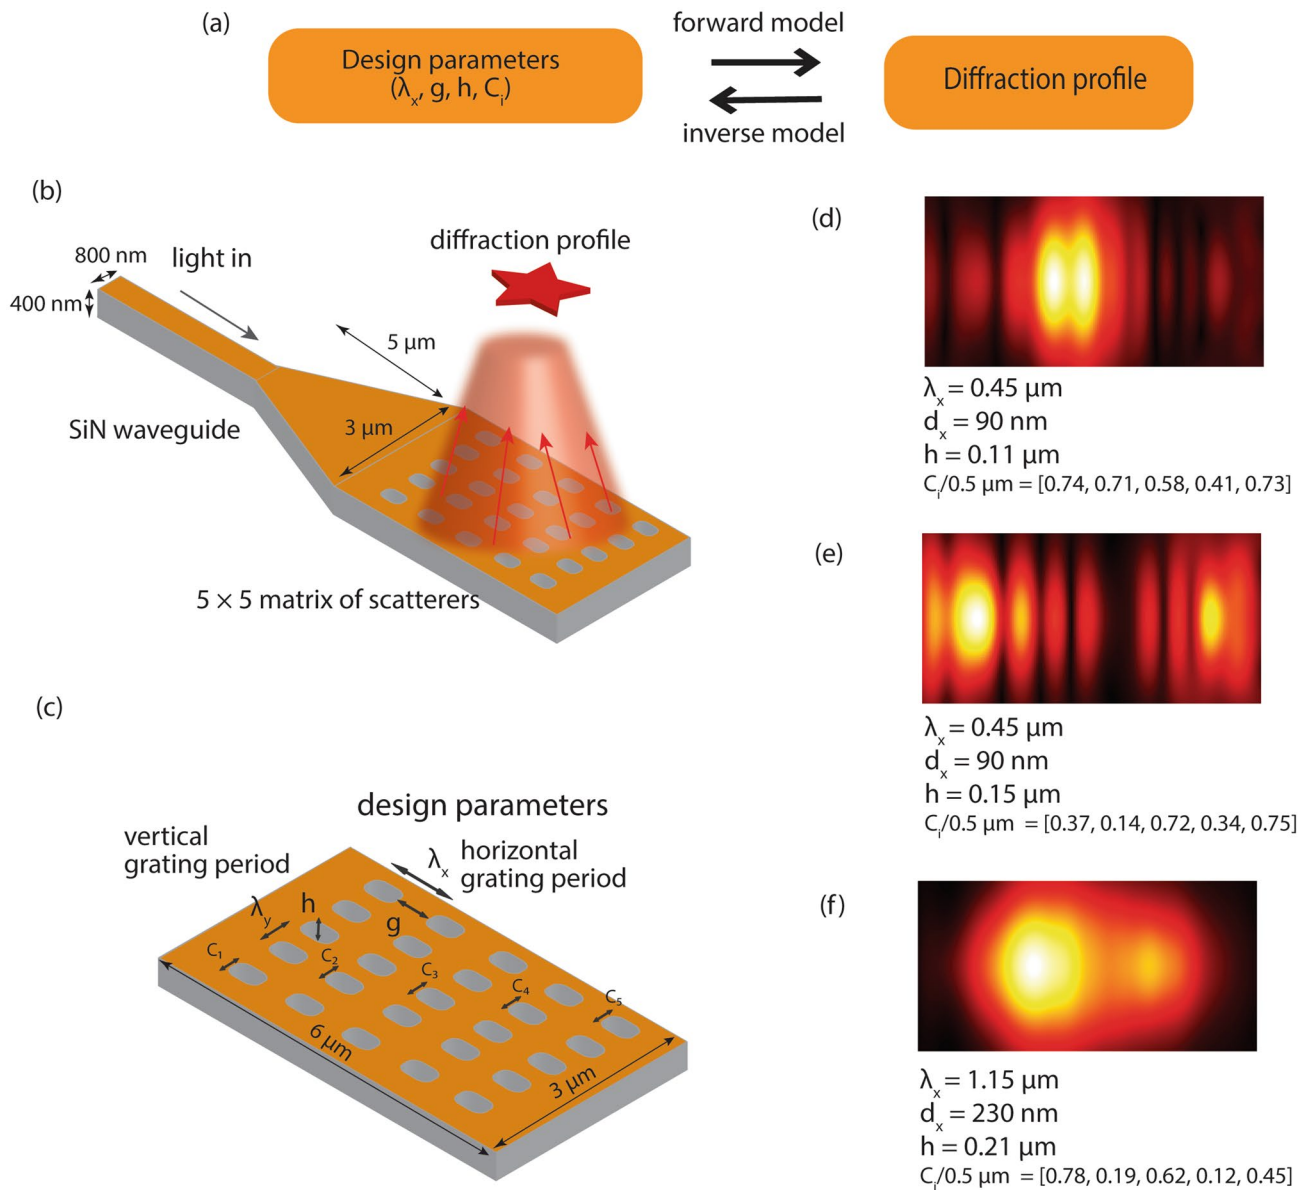 (a)
Design parameters
(λx, g, h, Ci)
forward model
inverse model
Diffraction profile
(b)
800 nm
400 nm
light in
diffraction profile
5 μm
3 μm
SiN waveguide
5 × 5 matrix of scatterers
(c)
design parameters
vertical
grating period
λx
horizontal
grating period
λy
h
g
C1
C2
C3
C4
C5
6 μm
3 μm
(d)
λx = 0.45 μm
dx = 90 nm
h = 0.11 μm
Ci/0.5 μm = [0.74, 0.71, 0.58, 0.41, 0.73]
(e)
λx = 0.45 μm
dx = 90 nm
h = 0.15 μm
Ci/0.5 μm = [0.37, 0.14, 0.72, 0.34, 0.75]
(f)
λx = 1.15 μm
dx = 230 nm
h = 0.21 μm
Ci/0.5 μm = [0.78, 0.19, 0.62, 0.12, 0.45]